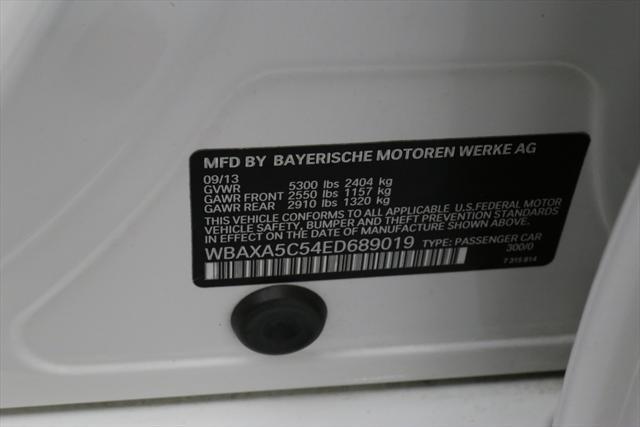 MFD BY BAYERISCHE MOTOREN WERKE AG
09/13
GVWR 5300 lbs 2404 kg
GAWR FRONT 2550 lbs 1157 kg
GAWR REAR 2910 lbs 1320 kg
THIS VEHICLE CONFORMS TO ALL APPLICABLE U.S.FEDERAL MOTOR
VEHICLE SAFETY, BUMPER AND THEFT PREVENTION STANDARDS
IN EFFECT ON THE DATE OF MANUFACTURE SHOWN ABOVE.
WBAXA5C54ED689019 TYPE: PASSENGER CAR
300/0
7 315 814